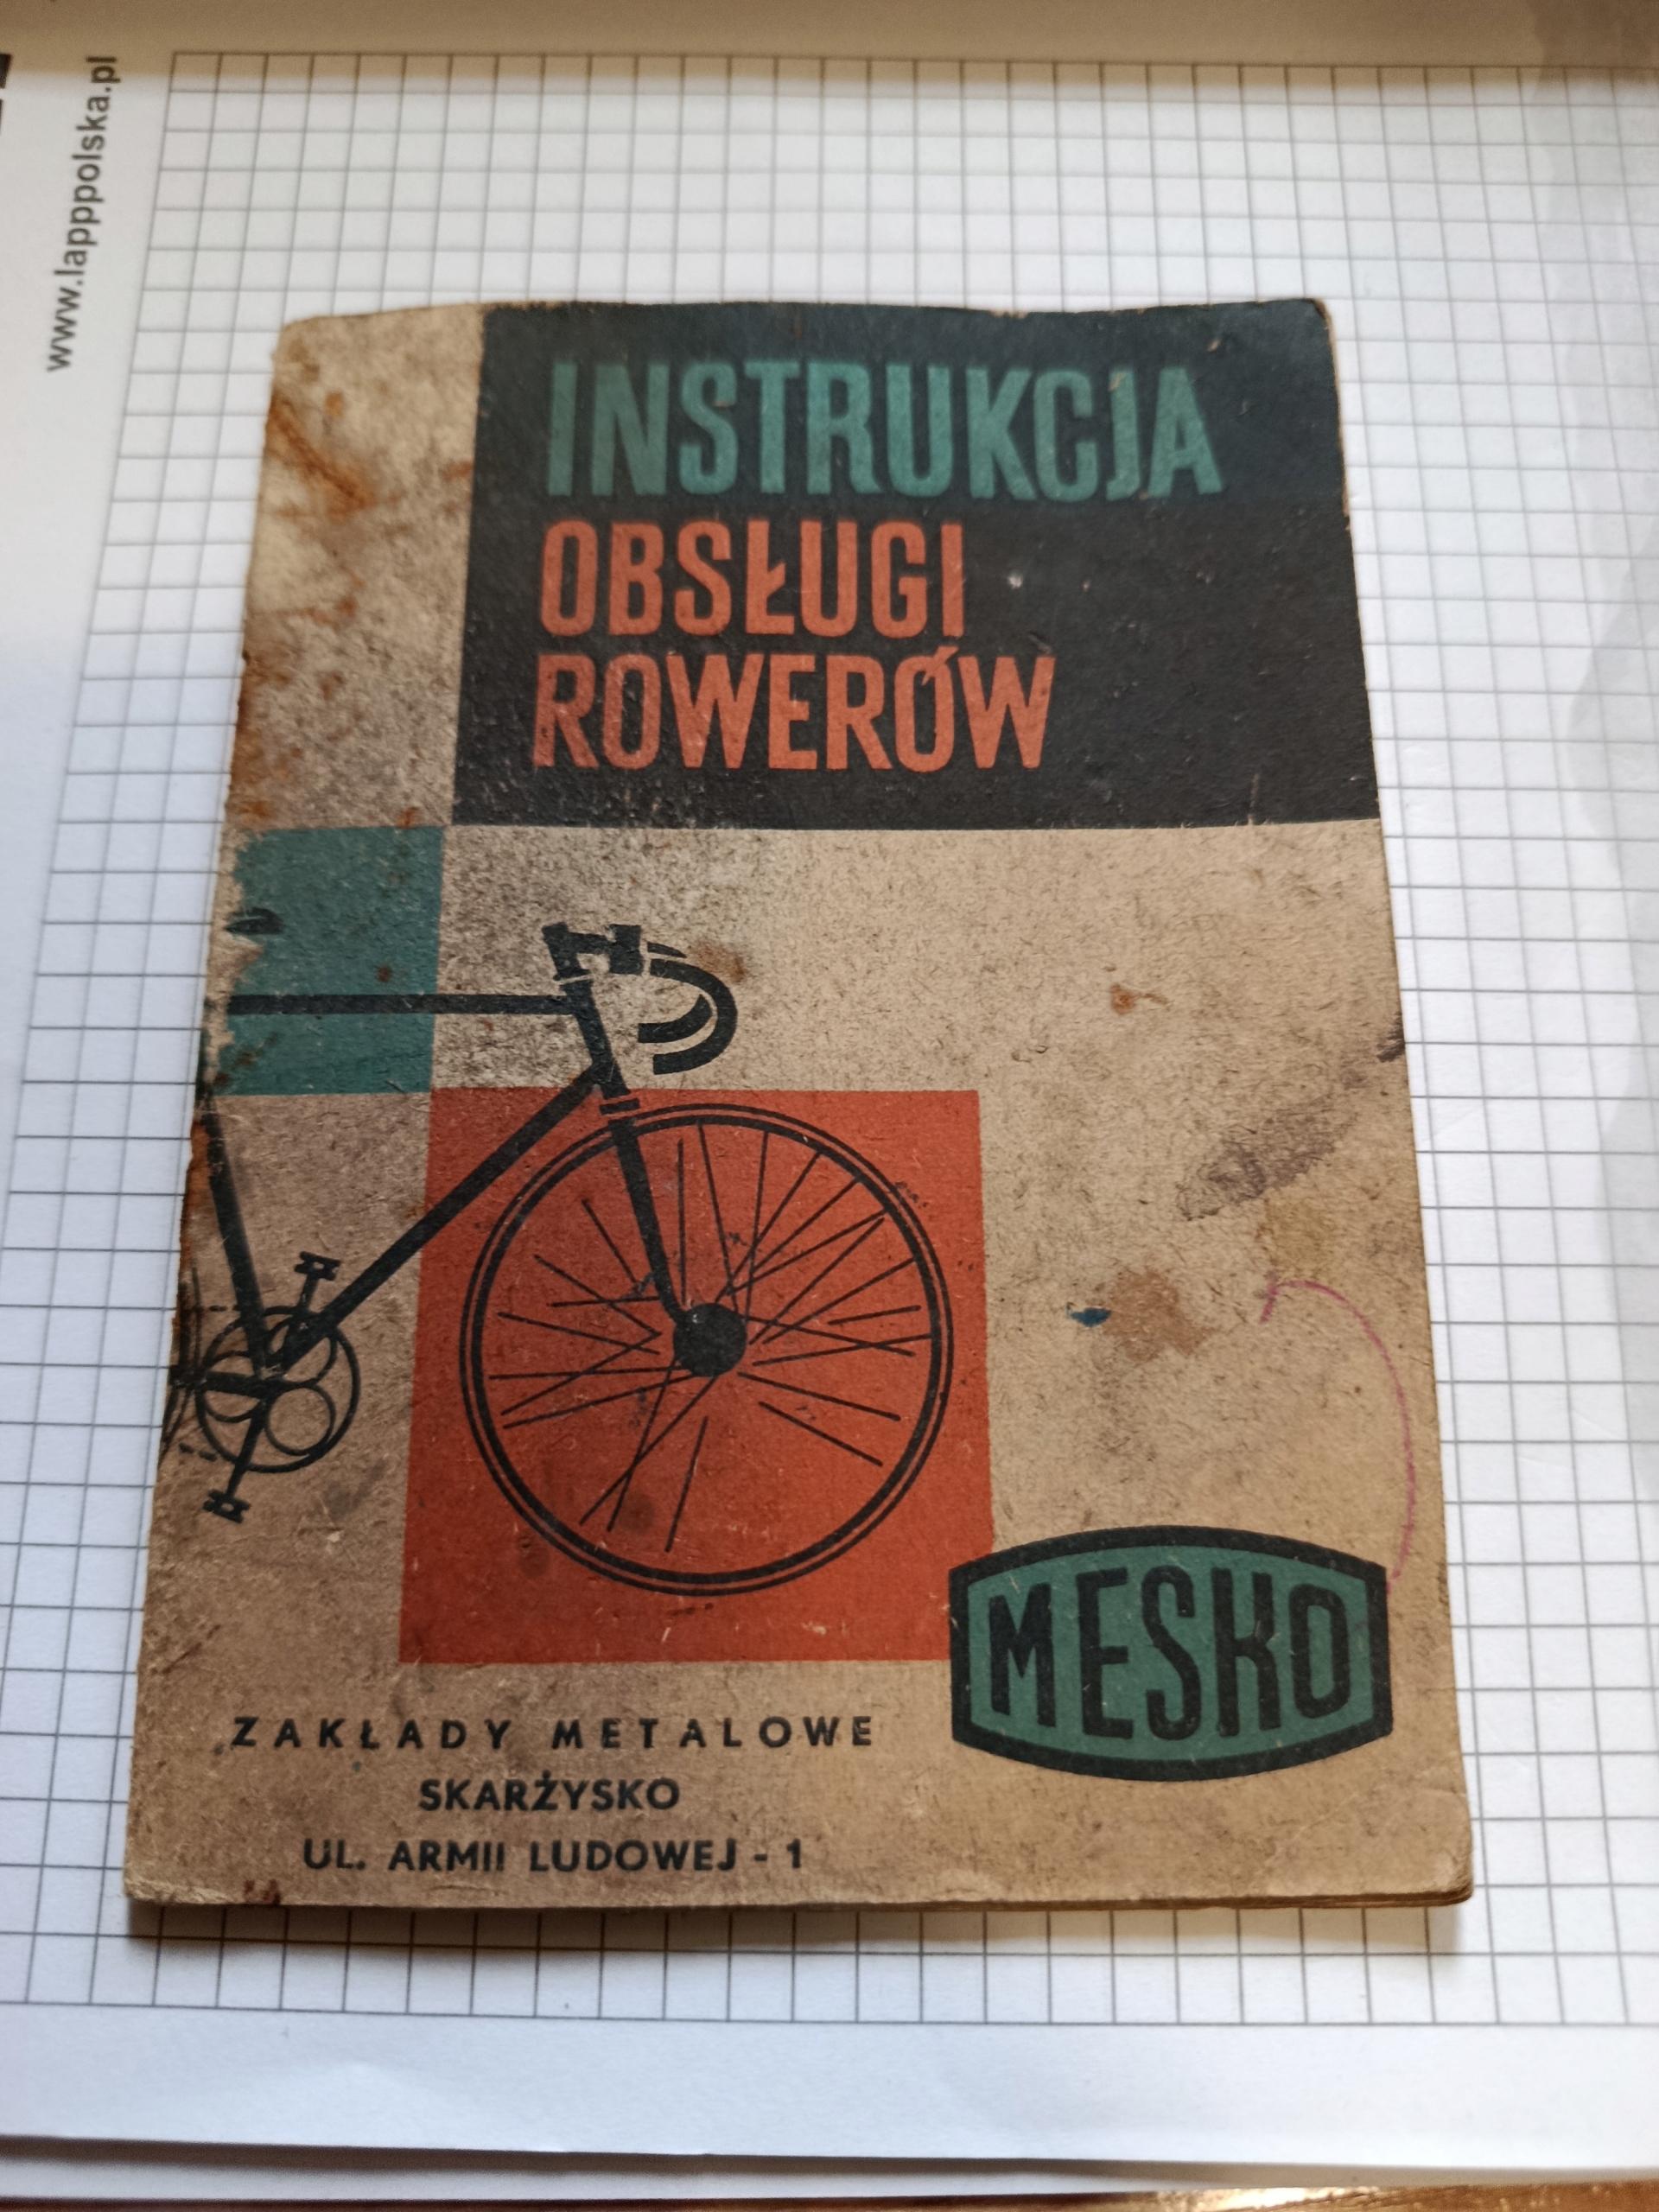 www.lapppolska.pl
INSTRUKCJA
OBSŁUGI
ROWERÓW
MESKO
ZAKŁADY METALOWE
SKARŻYSKO
UL. ARMII LUDOWEJ - 1